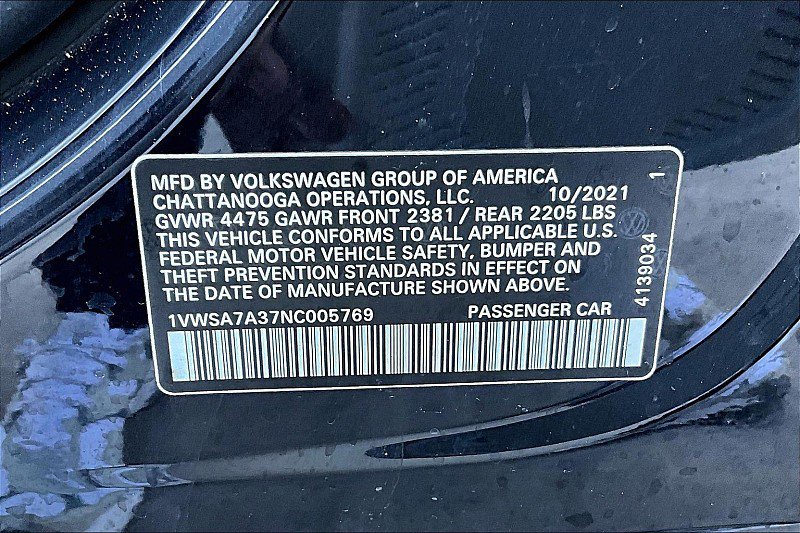 MFD BY VOLKSWAGEN GROUP OF AMERICA
CHATTANOOGA OPERATIONS, LLC. 10/2021
GVWR 4475 GAWR FRONT 2381 / REAR 2205 LBS
THIS VEHICLE CONFORMS TO ALL APPLICABLE U.S.
FEDERAL MOTOR VEHICLE SAFETY, BUMPER AND
THEFT PREVENTION STANDARDS IN EFFECT ON
THE DATE OF MANUFACTURE SHOWN ABOVE.
1VWSA7A37NC005769 PASSENGER CAR
4139034 1